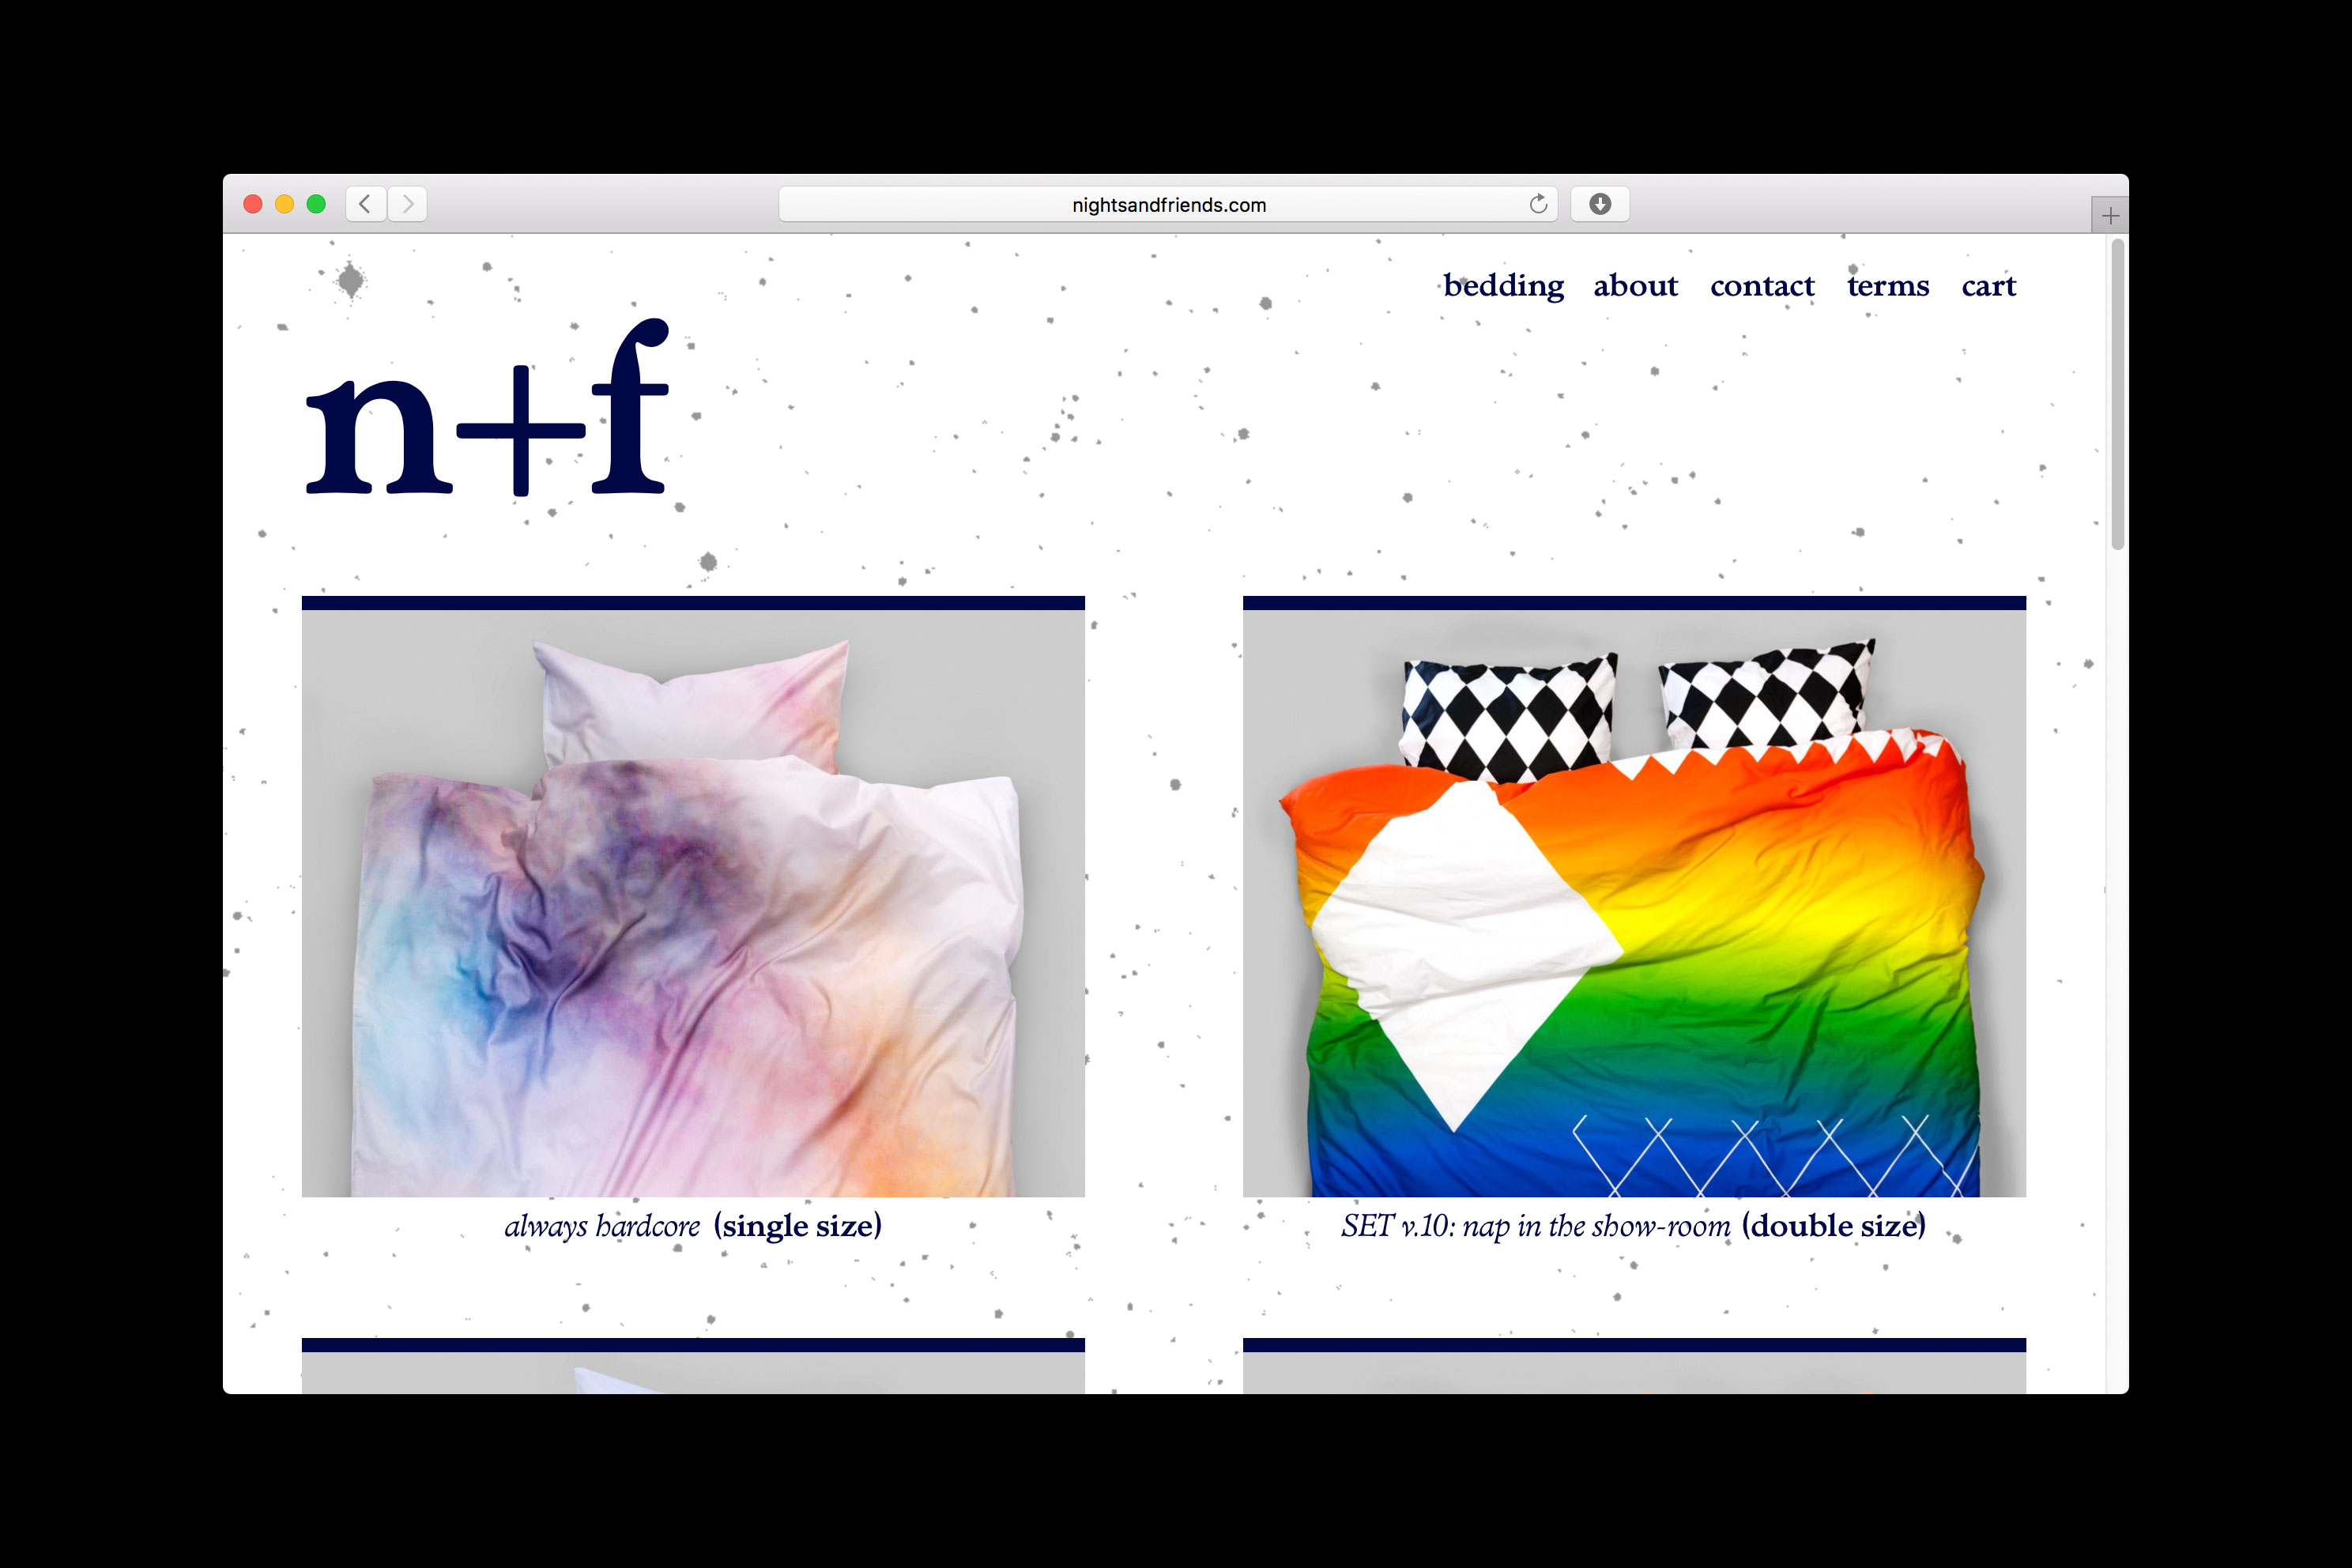 nightsandfriends.com
bedding about contact terms cart
n+f
always hardcore (single size)
SET v.10: nap in the show-room (double size)